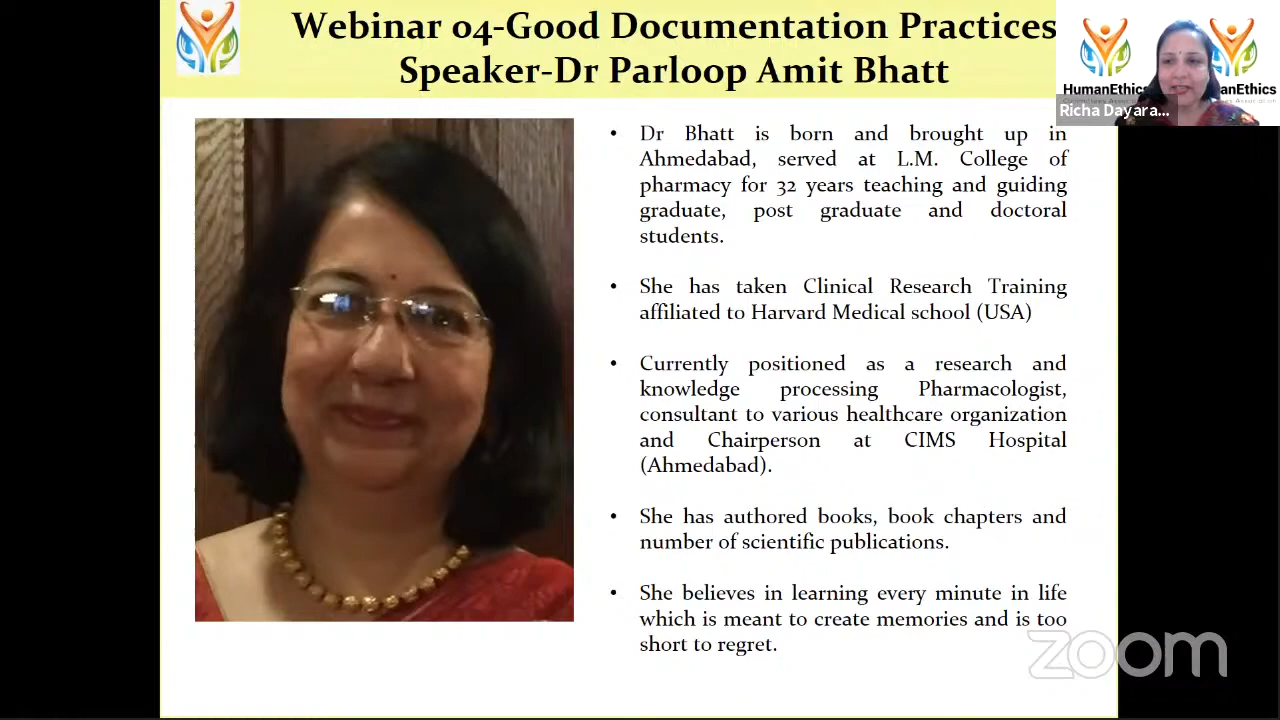 Webinar 04-Good Documentation Practices
Speaker-Dr Parloop Amit Bhatt
HumanEthics
anEthics
Richa Dayara...
• Dr Bhatt is born and brought up in
Ahmedabad, served at L.M. College of
pharmacy for 32 years teaching and guiding
graduate, post graduate and doctoral
students.
• She has taken Clinical Research Training
affiliated to Harvard Medical school (USA)
• Currently positioned as a research and
knowledge processing Pharmacologist,
consultant to various healthcare organization
and Chairperson at CIMS Hospital
(Ahmedabad).
• She has authored books, book chapters and
number of scientific publications.
• She believes in learning every minute in life
which is meant to create memories and is too
short to regret.
zoom